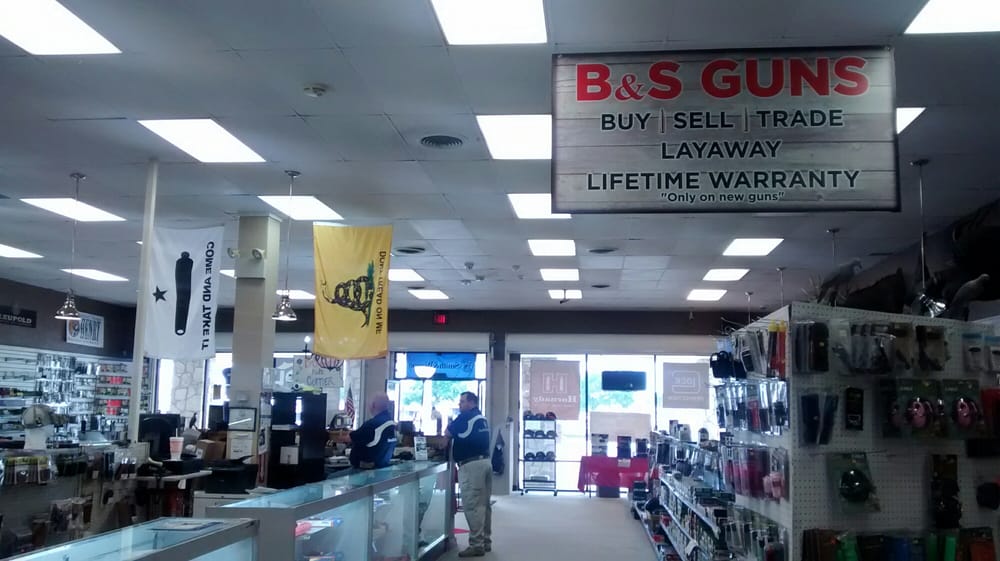 B&S GUNS
BUY | SELL | TRADE
LAYAWAY
LIFETIME WARRANTY
"Only on new guns"
COME AND TAKE IT
DONT TREAD ON ME
LEUPOLD
HENRY
Hornady